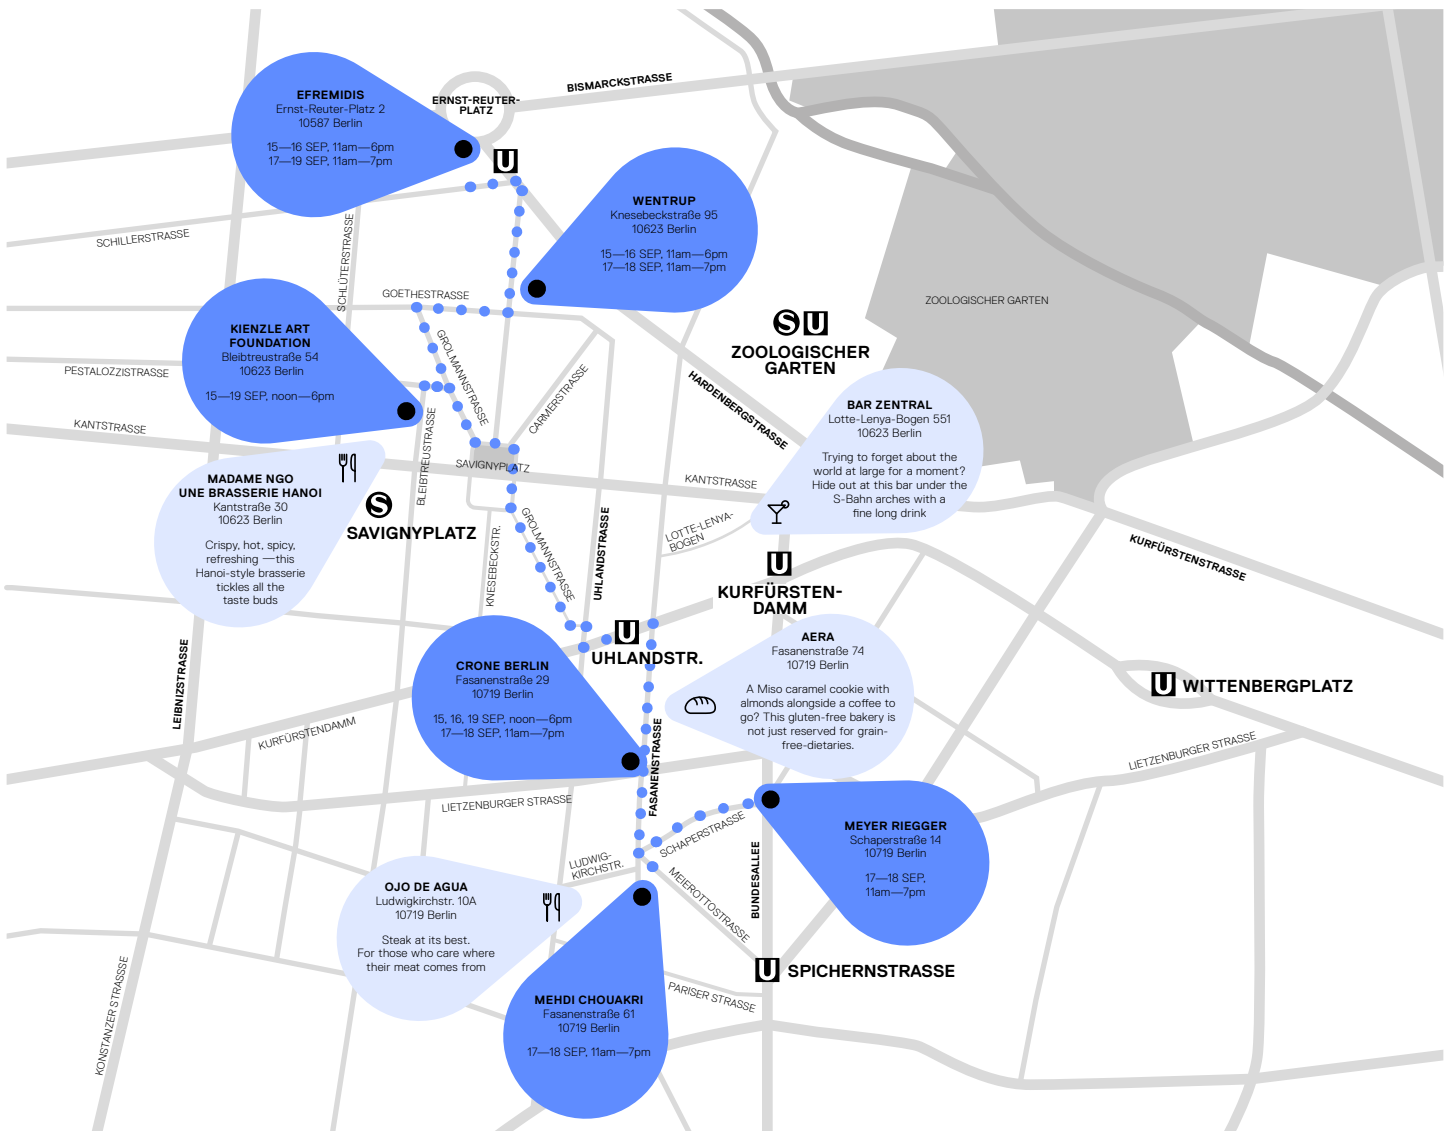 EFREMIDIS
Ernst-Reuter-Platz 2
10587 Berlin
15—16 SEP, 11am—6pm
17—19 SEP, 11am—7pm
ERNST-REUTER-
PLATZ
BISMARCKSTRASSE
U
WENTRUP
Knesebeckstraße 95
10623 Berlin
15—16 SEP, 11am—6pm
17—18 SEP, 11am—7pm
SCHILLERSTRASSE
SCHLÜTERSTRASSE
GOETHESTRASSE
KIENZLE ART
FOUNDATION
Bleibtreustraße 54
10623 Berlin
15—19 SEP, noon—6pm
GROLMANNSTRASSE
CARMERSTRASSE
ZOOLOGISCHER GARTEN
S U
ZOOLOGISCHER
GARTEN
HARDENBERGSTRASSE
PESTALOZZISTRASSE
KANTSTRASSE
BLEIBTREUSTRASSE
SAVIGNYPLATZ
KANTSTRASSE
BAR ZENTRAL
Lotte-Lenya-Bogen 551
10623 Berlin
Trying to forget about the
world at large for a moment?
Hide out at this bar under the
S-Bahn arches with a
fine long drink
MADAME NGO
UNE BRASSERIE HANOI
Kantstraße 30
10623 Berlin
Crispy, hot, spicy,
refreshing —this
Hanoi-style brasserie
tickles all the
taste buds
S
SAVIGNYPLATZ
KNESEBECKSTR.
GROLMANNSTRASSE
UHLANDSTRASSE
LOTTE-LENYA-
BOGEN
U
KURFÜRSTEN-
DAMM
KURFÜRSTENSTRASSE
U
UHLANDSTR.
CRONE BERLIN
Fasanenstraße 29
10719 Berlin
15, 16, 19 SEP, noon—6pm
17—18 SEP, 11am—7pm
AERA
Fasanenstraße 74
10719 Berlin
A Miso caramel cookie with
almonds alongside a coffee to
go? This gluten-free bakery is
not just reserved for grain-
free-dietaries.
U WITTENBERGPLATZ
LEIBNIZSTRASSE
KURFÜRSTENDAMM
FASANENSTRASSE
LIETZENBURGER STRASSE
LIETZENBURGER STRASSE
SCHAPERSTRASSE
MEYER RIEGGER
Schaperstraße 14
10719 Berlin
17—18 SEP,
11am—7pm
LUDWIG-
KIRCHSTR.
MEIEROTTOSTRASSE
BUNDESALLEE
OJO DE AGUA
Ludwigkirchstr. 10A
10719 Berlin
Steak at its best.
For those who care where
their meat comes from
U SPICHERNSTRASSE
KONSTANZER STRASSSE
PARISER STRASSE
MEHDI CHOUAKRI
Fasanenstraße 61
10719 Berlin
17—18 SEP, 11am—7pm